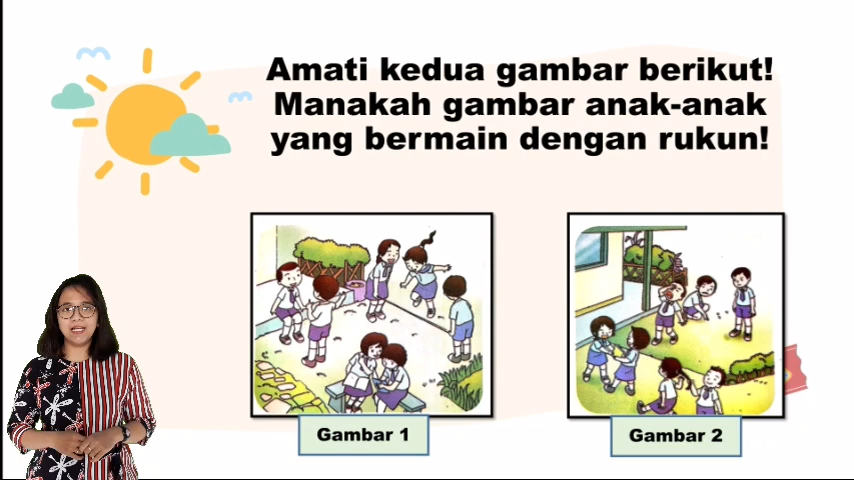 Amati kedua gambar berikut!
Manakah gambar anak-anak
yang bermain dengan rukun!
Gambar 1
Gambar 2